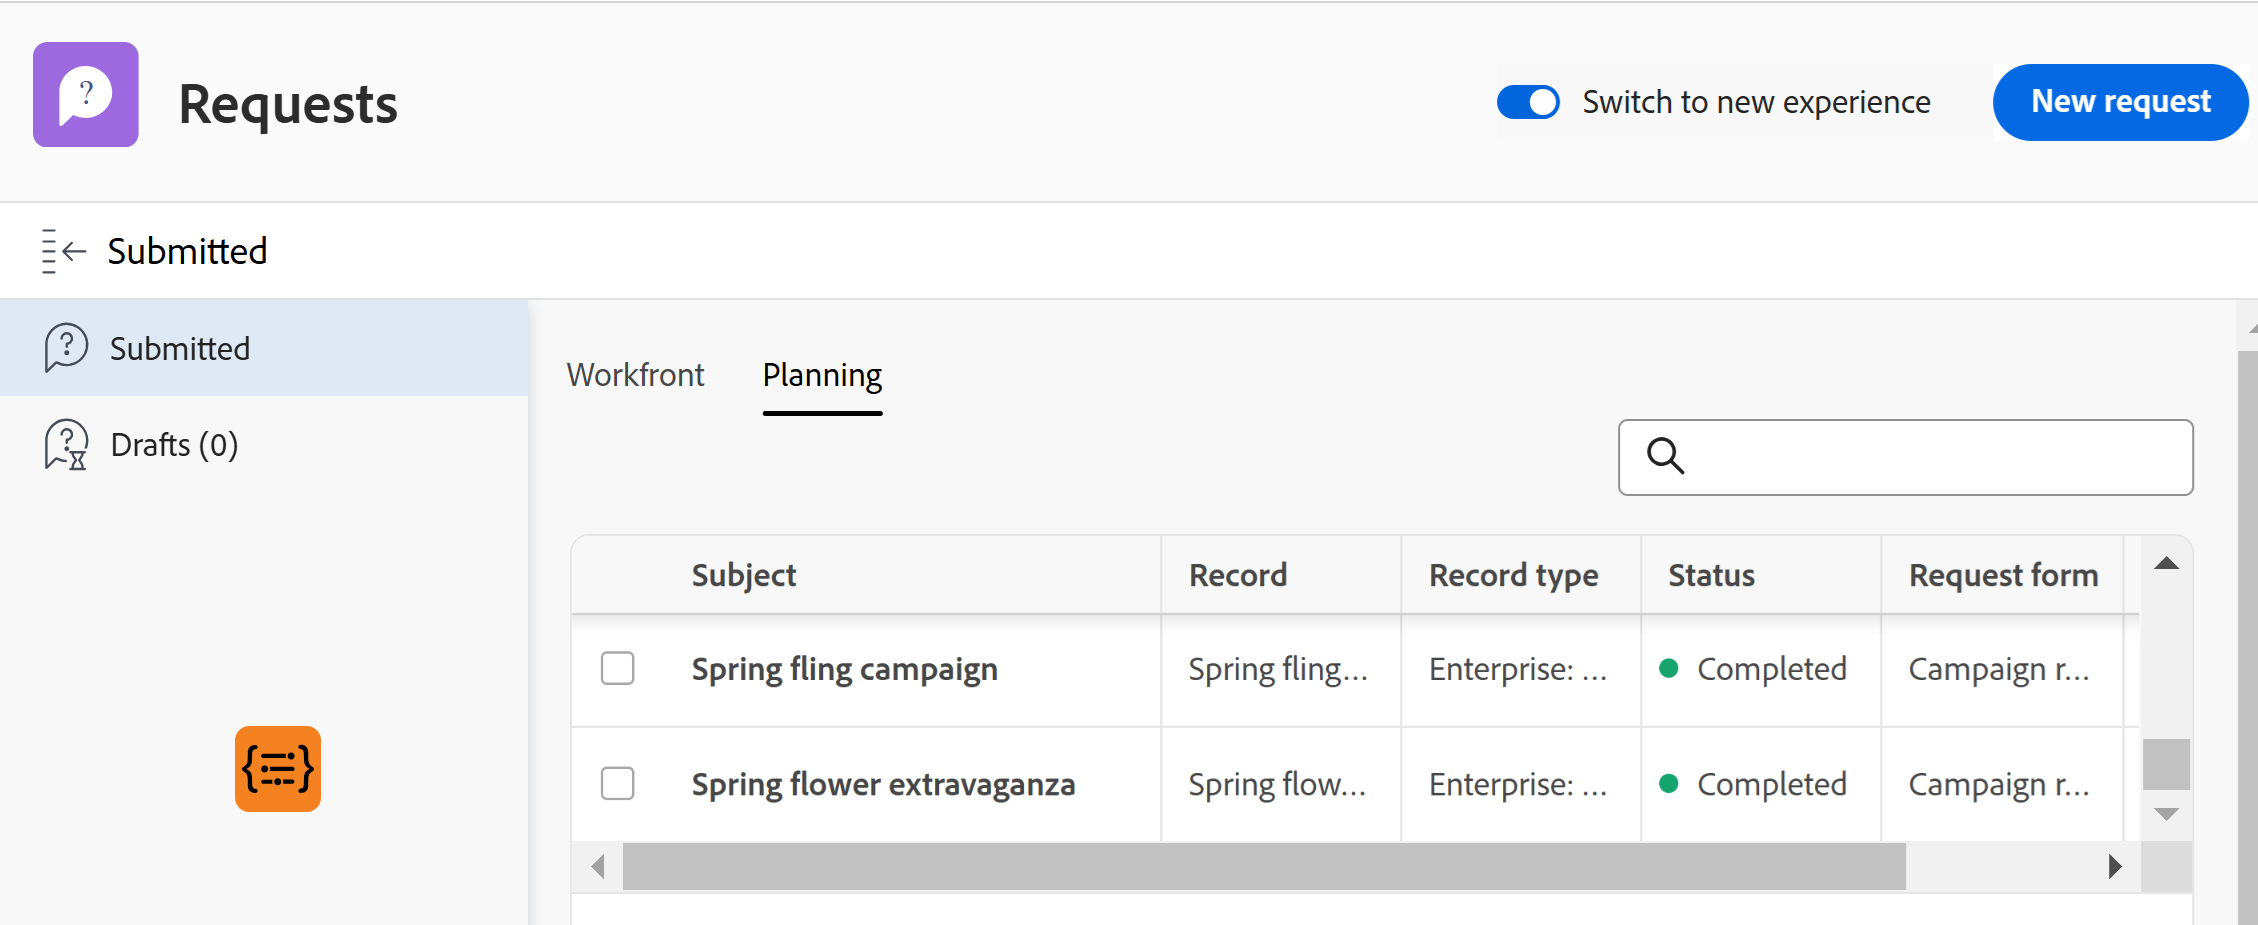 Requests
Switch to new experience
New request
Submitted
Submitted
Drafts (0)
Workfront Planning
Subject Record Record type Status Request form
Spring fling campaign Spring fling... Enterprise: ... Completed Campaign r...
Spring flower extravaganza Spring flow... Enterprise: ... Completed Campaign r...